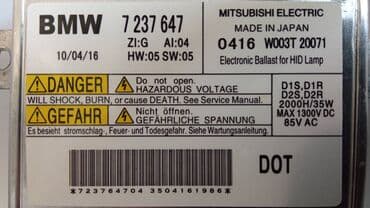 BMW 7 237 647 MITSUBISHI ELECTRIC
10/04/16 ZI:G AI:04 0416 W003T 20071
HW:05 SW:05 Electronic Ballast for HID Lamp
DANGER Do not open. HAZARDOUS VOLTAGE
WILL SHOCK, BURN, or cause DEATH. See Service Manual.
GEFAHR Nicht öffnen. GEFÄHRLICHE SPANNUNG
Es besteht stromschlag-, Feuer- und Todesgefahr. Siehe Wartungsanleitung.
D1S,D1R
D2S,D2R
2000H/35W
MAX 1300V DC
85V AC
DOT
*723764704 3504161986*